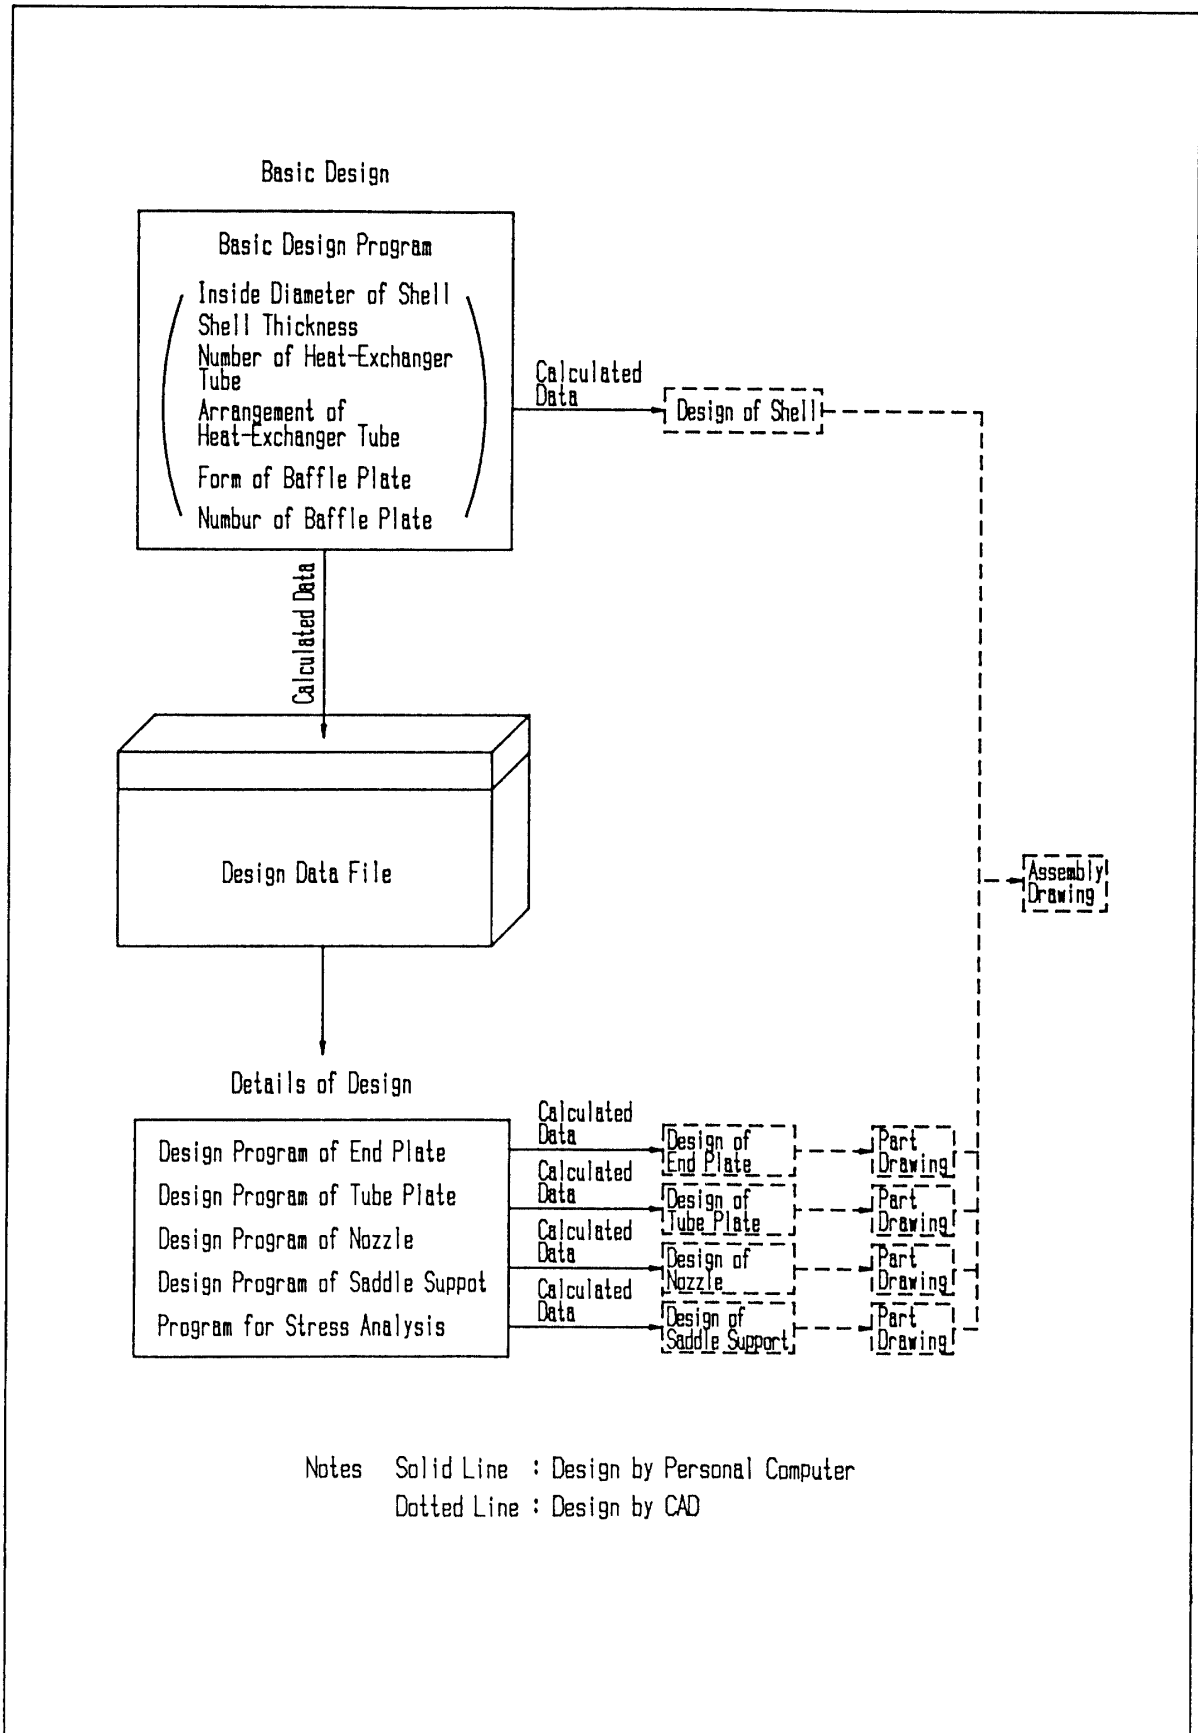 Basic Design
Basic Design Program
Inside Diameter of Shell
Shell Thickness
Number of Heat-Exchanger
Tube
Arrangement of
Heat-Exchanger Tube
Form of Baffle Plate
Numbur of Baffle Plate
Calculated
Data
Design of Shell
Calculated Data
Design Data File
Assembly
Drawing
Details of Design
Design Program of End Plate
Design Program of Tube Plate
Design Program of Nozzle
Design Program of Saddle Suppot
Program for Stress Analysis
Calculated
Data
Design of
End Plate
Part
Drawing
Calculated
Data
Design of
Tube Plate
Part
Drawing
Calculated
Data
Design of
Nozzle
Part
Drawing
Calculated
Data
Design of
Saddle Support
Part
Drawing
Notes Solid Line : Design by Personal Computer
Dotted Line : Design by CAD